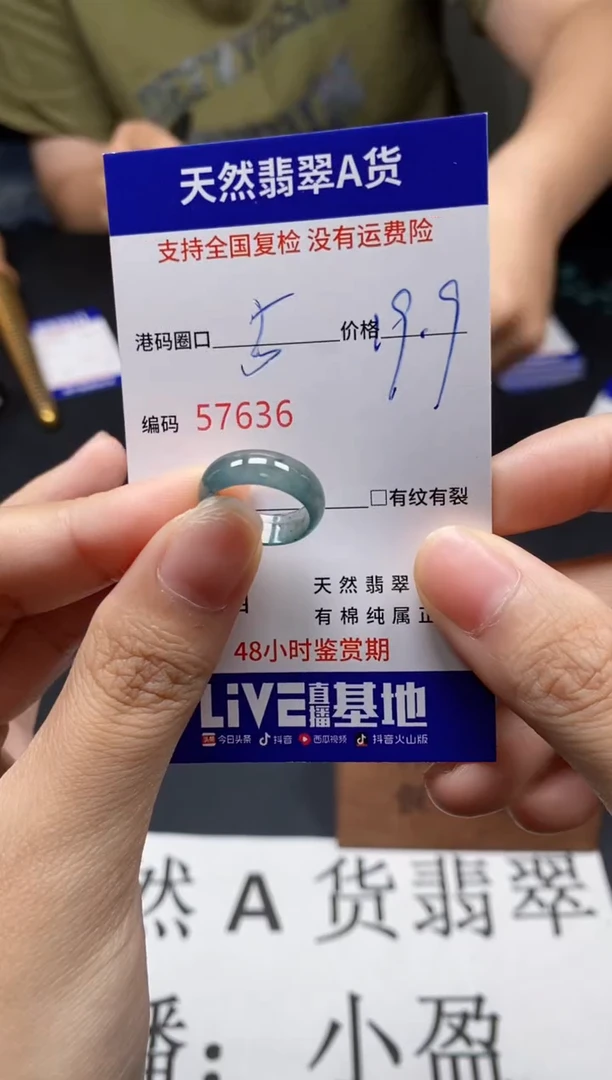 天然翡翠A货
支持全国复检 没有运费险
港码圈口 价格 19.9
编码 57636
□有纹有裂
天然翡翠
有棉纯属正
48小时鉴赏期
LiVE直播基地
今日头条 抖音 西瓜视频 抖音火山版
然A货翡翠
播：小盈